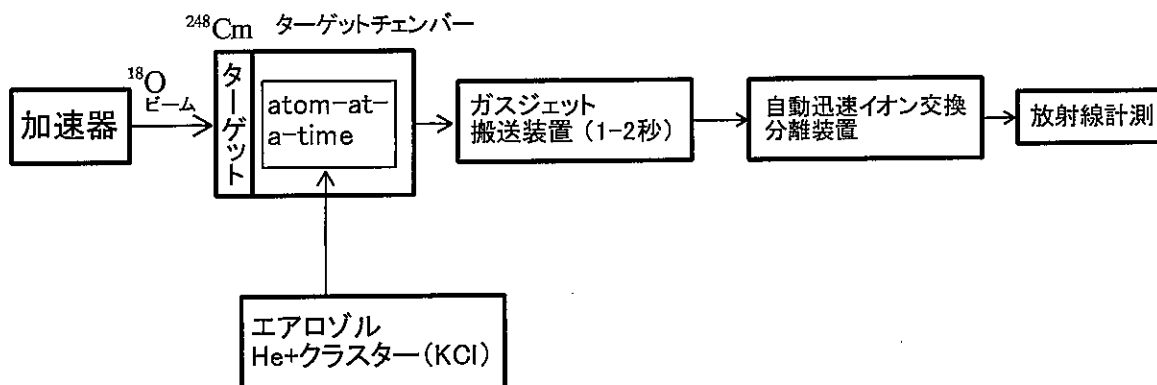 ²⁴⁸Cm ターゲットチェンバー
¹⁸O
ビーム
加速器
ターゲット
atom-at-
a-time
ガスジェット
搬送装置 (1-2秒)
自動迅速イオン交換
分離装置
放射線計測
エアロゾル
He+クラスター(KCl)